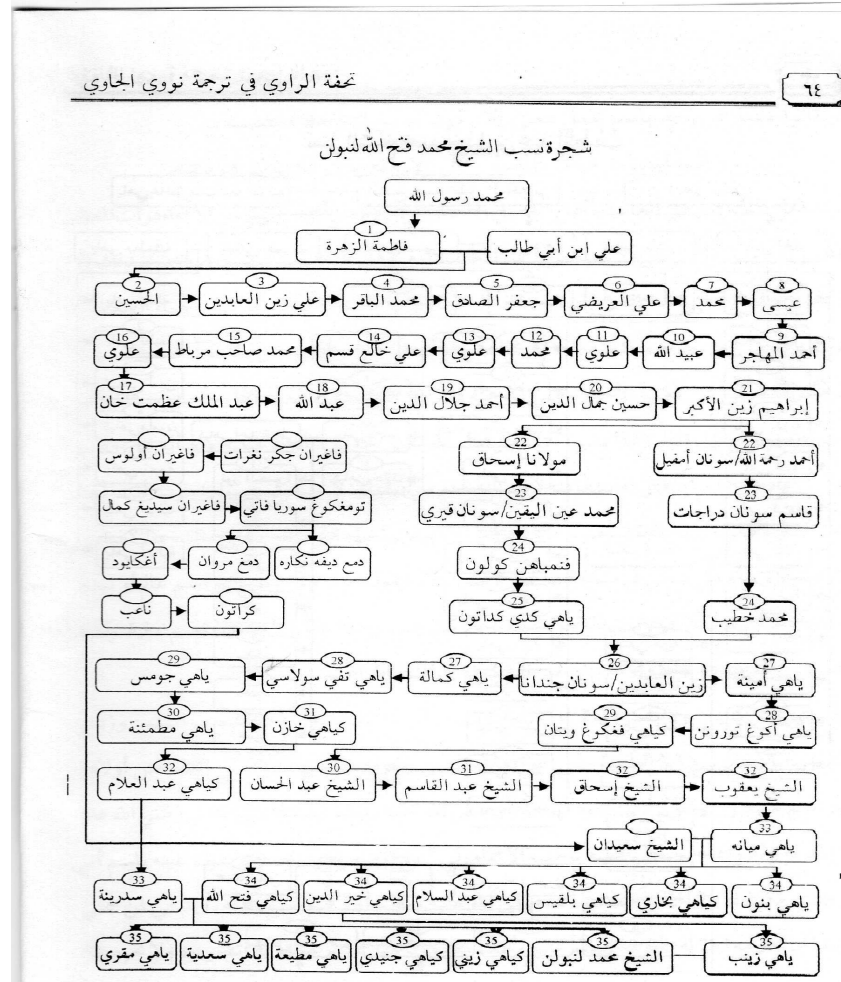 تحفة الراوي في ترجمة نووي الجاوي
٦٤
شجرة نسب الشيخ محمد فتح الله لنبولن
محمد رسول الله
1
فاطمة الزهرة
علي ابن أبي طالب
8 7 6 5 4 3 2
عيسى محمد علي العريضي جعفر الصادق محمد الباقر علي زين العابدين الحسين
9 10 11 12 13 14 15 16
أحمد المهاجر عبيد الله علوي محمد علوي علي خالع قسم محمد صاحب مرباط علوي
21 20 19 18 17
إبراهيم زين الأكبر حسين جمال الدين أحمد جلال الدين عبد الله عبد الملك عظمت خان
22 22
أحمد رحمة الله/سونان أمفيل مولانا إسحاق فاغيران جكر نغرات فاغيران أولوس
23 23
قاسم سونان دراجات محمد عين اليقين/سونان قيري تومغكوغ سوريا فاتي فاغيران سيديغ كمال
24
فنمباهن كولون دمع ديفه نكاره دمغ مروان أغكايود
24 25
محمد خطيب ياهي كدي كداتون كراتون ناعب
27 26 27 28 29
ياهي أمينة زين العابدين/سونان جندانا ياهي كمالة ياهي تفي سولاسي ياهي جومس
28 29 31 30
ياهي أكوغ تورونن كياهي ففكوغ ويتان كياهي خازن ياهي مطمئنة
32 32 31 30 32
الشيخ يعقوب الشيخ إسحاق الشيخ عبد القاسم الشيخ عبد الحسان كياهي عبد العلام
33
ياهي ميانه الشيخ سعيدان
34 34 34 34 34 34 33
ياهي بنون كياهي بخاري كياهي بلقيس كياهي عبد السلام كياهي خير الدين كياهي فتح الله ياهي سدرينة
35 35 35 35 35 35 35
ياهي زينب الشيخ محمد لنبولن كياهي زيني كياهي جنيدي ياهي مطيعة ياهي سعدية ياهي مقري